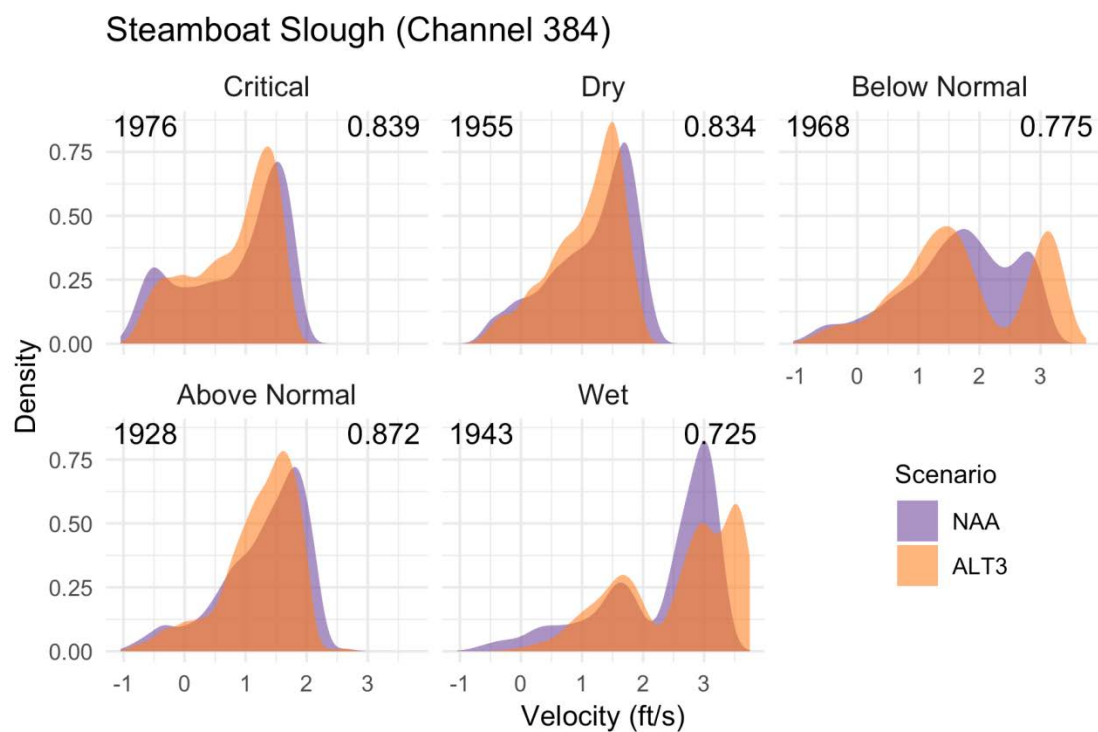 Steamboat Slough (Channel 384)
Critical
Dry
Below Normal
1976
0.839
1955
0.834
1968
0.775
0.75
0.50
0.25
0.00
-1 0 1 2 3
Above Normal
Wet
1928
0.872
1943
0.725
0.75
0.50
0.25
0.00
-1 0 1 2 3
-1 0 1 2 3
Density
Velocity (ft/s)
Scenario
NAA
ALT3